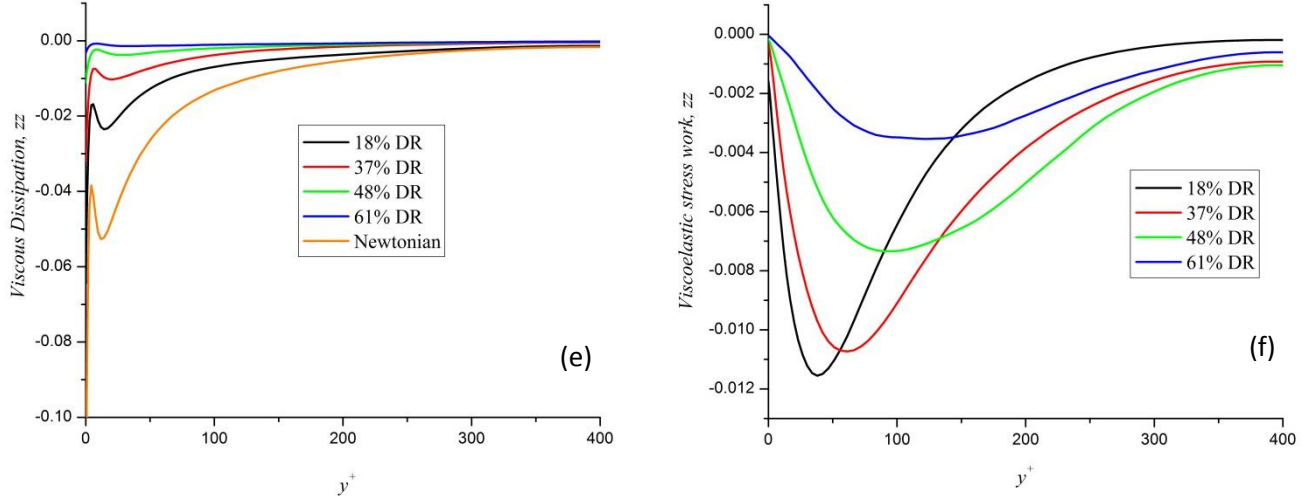 0.00
-0.02
-0.04
-0.06
-0.08
-0.10
Viscous Dissipation, zz
18% DR
37% DR
48% DR
61% DR
Newtonian
(e)
0 100 200 300 400
y+
0.000
-0.002
-0.004
-0.006
-0.008
-0.010
-0.012
Viscoelastic stress work, zz
18% DR
37% DR
48% DR
61% DR
(f)
0 100 200 300 400
y+